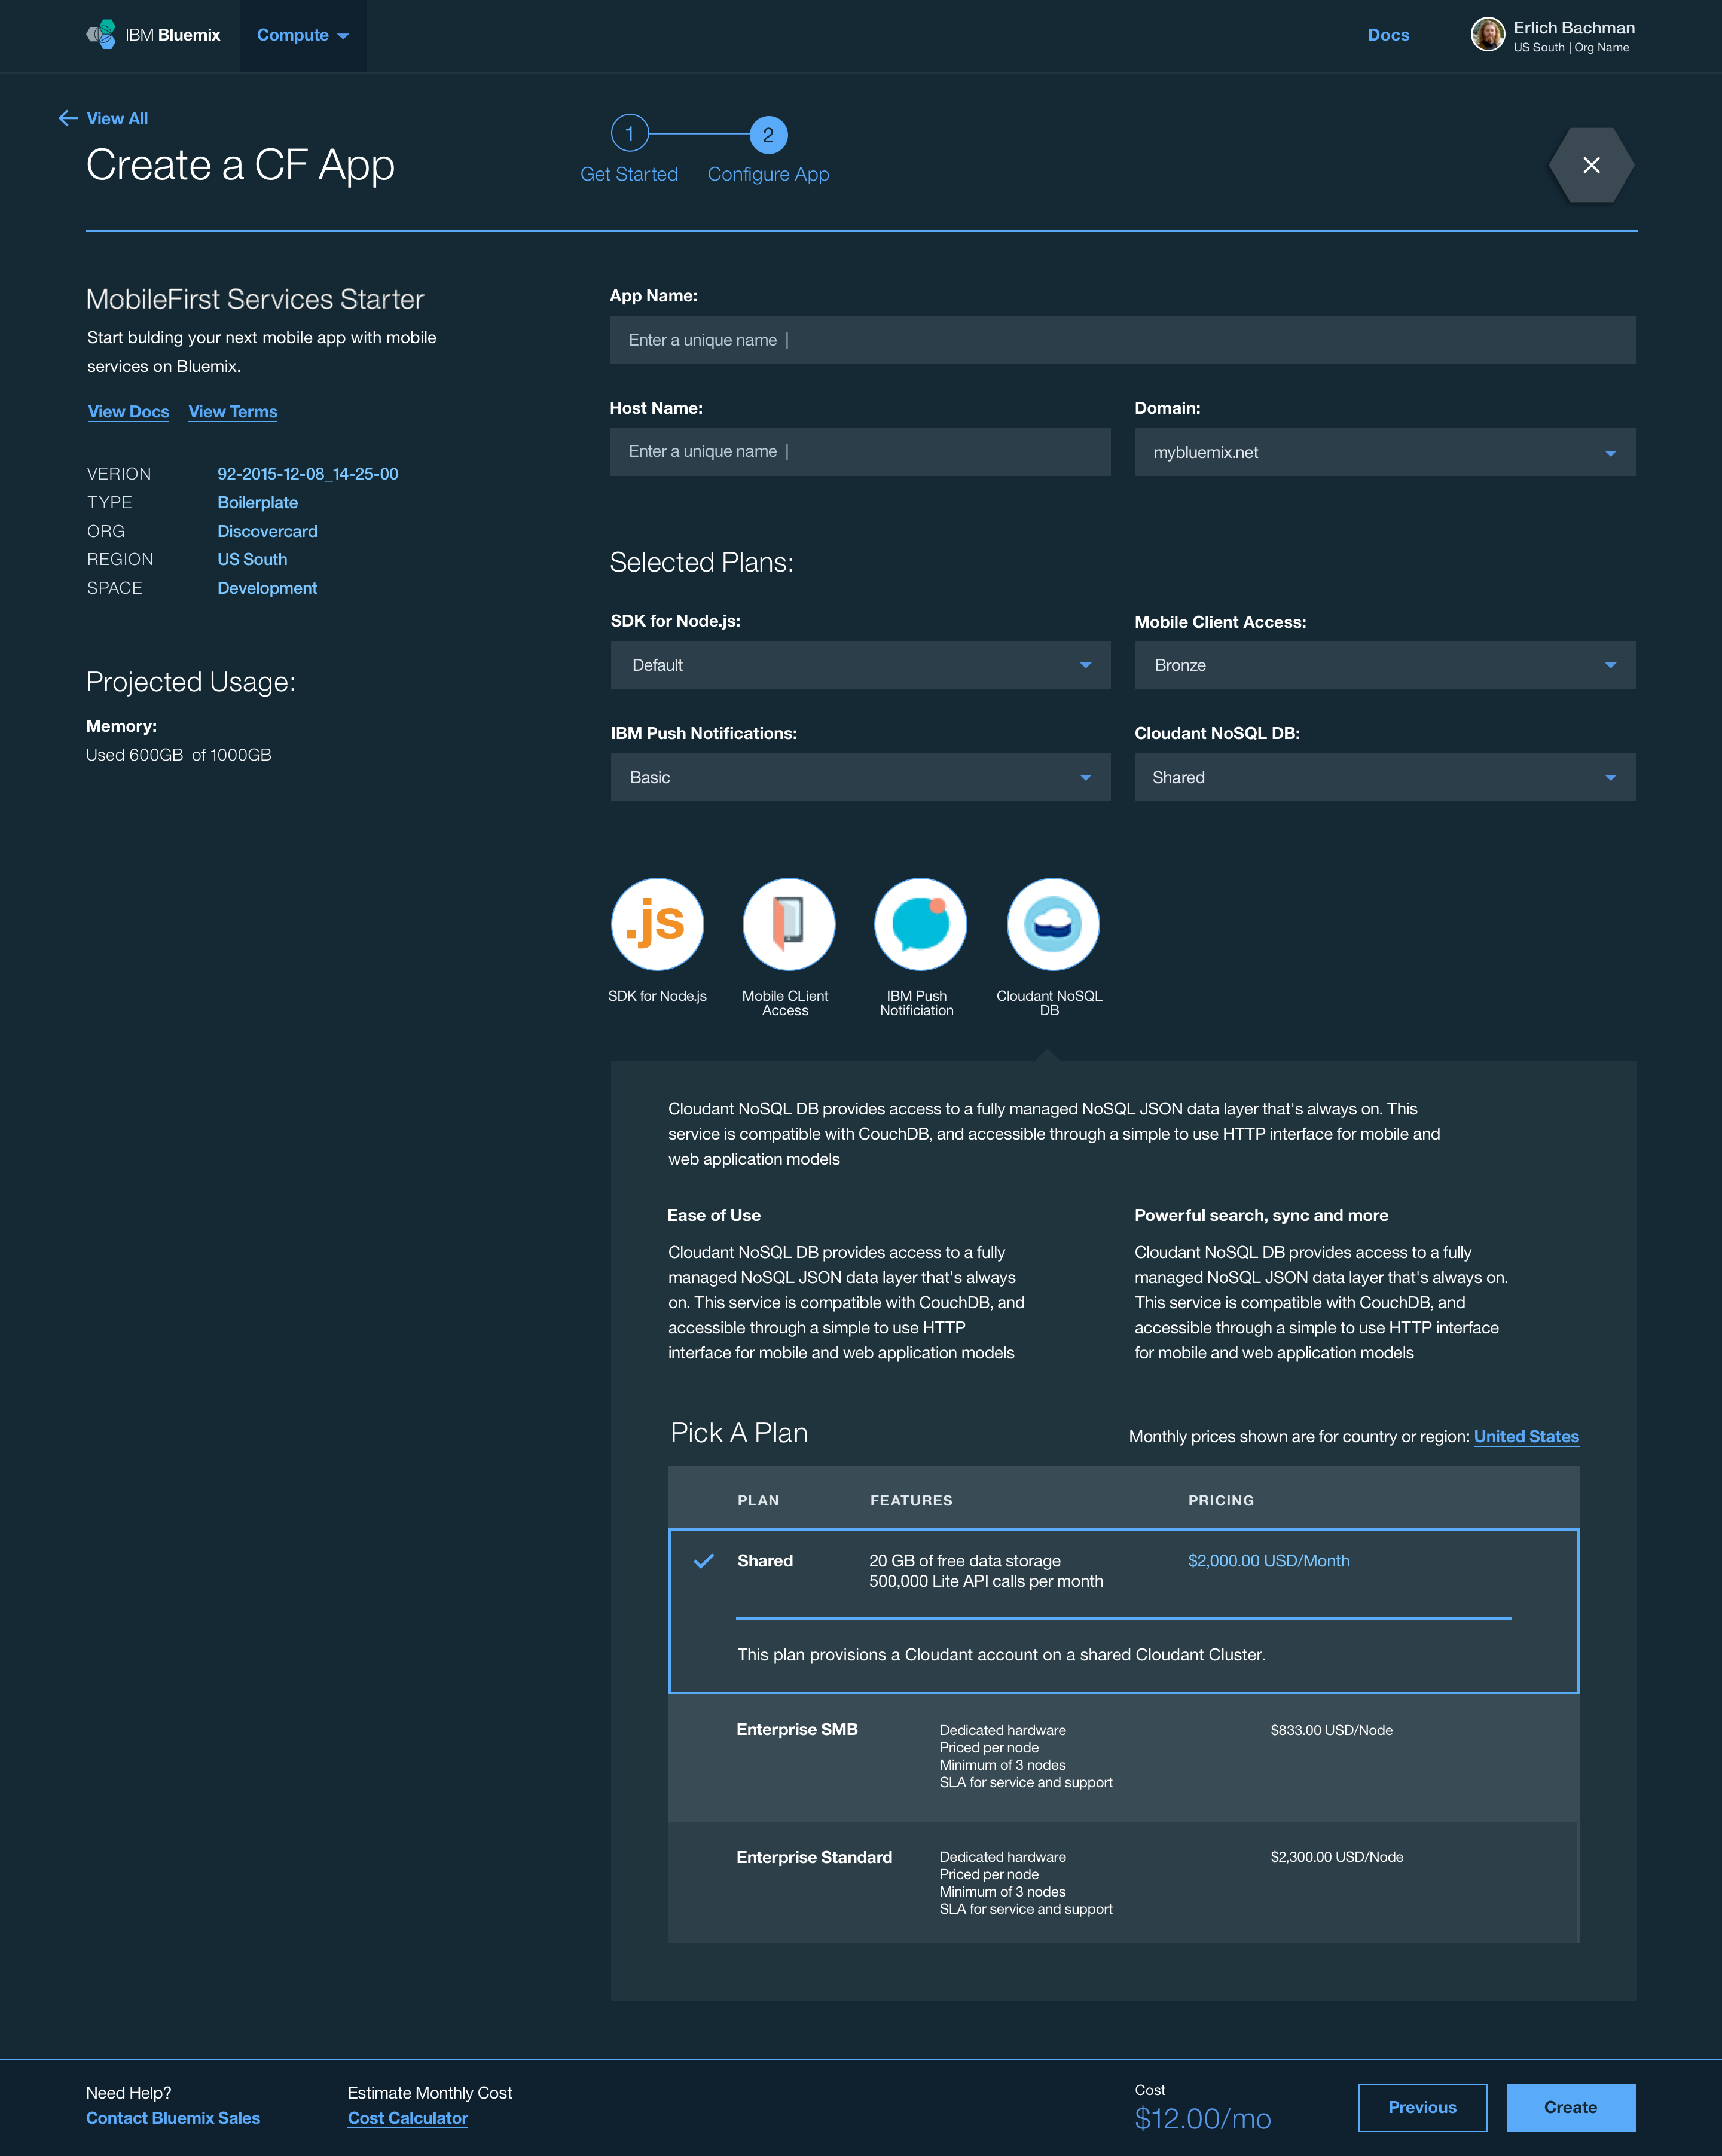 IBM Bluemix
Compute
Docs
Erlich Bachman
US South | Org Name
View All
Create a CF App
1
2
Get Started
Configure App
MobileFirst Services Starter
Start bulding your next mobile app with mobile
services on Bluemix.
View Docs
View Terms
VERION 92-2015-12-08_14-25-00
TYPE Boilerplate
ORG Discovercard
REGION US South
SPACE Development
Projected Usage:
Memory:
Used 600GB of 1000GB
App Name:
Enter a unique name |
Host Name:
Enter a unique name |
Domain:
mybluemix.net
Selected Plans:
SDK for Node.js:
Default
Mobile Client Access:
Bronze
IBM Push Notifications:
Basic
Cloudant NoSQL DB:
Shared
.js
SDK for Node.js
Mobile CLient
Access
IBM Push
Notificiation
Cloudant NoSQL
DB
Cloudant NoSQL DB provides access to a fully managed NoSQL JSON data layer that's always on. This
service is compatible with CouchDB, and accessible through a simple to use HTTP interface for mobile and
web application models
Ease of Use
Cloudant NoSQL DB provides access to a fully
managed NoSQL JSON data layer that's always
on. This service is compatible with CouchDB, and
accessible through a simple to use HTTP
interface for mobile and web application models
Powerful search, sync and more
Cloudant NoSQL DB provides access to a fully
managed NoSQL JSON data layer that's always on.
This service is compatible with CouchDB, and
accessible through a simple to use HTTP interface
for mobile and web application models
Pick A Plan
Monthly prices shown are for country or region: United States
PLAN FEATURES PRICING
Shared
20 GB of free data storage
500,000 Lite API calls per month
$2,000.00 USD/Month
This plan provisions a Cloudant account on a shared Cloudant Cluster.
Enterprise SMB
Dedicated hardware
Priced per node
Minimum of 3 nodes
SLA for service and support
$833.00 USD/Node
Enterprise Standard
Dedicated hardware
Priced per node
Minimum of 3 nodes
SLA for service and support
$2,300.00 USD/Node
Need Help?
Contact Bluemix Sales
Estimate Monthly Cost
Cost Calculator
Cost
$12.00/mo
Previous
Create